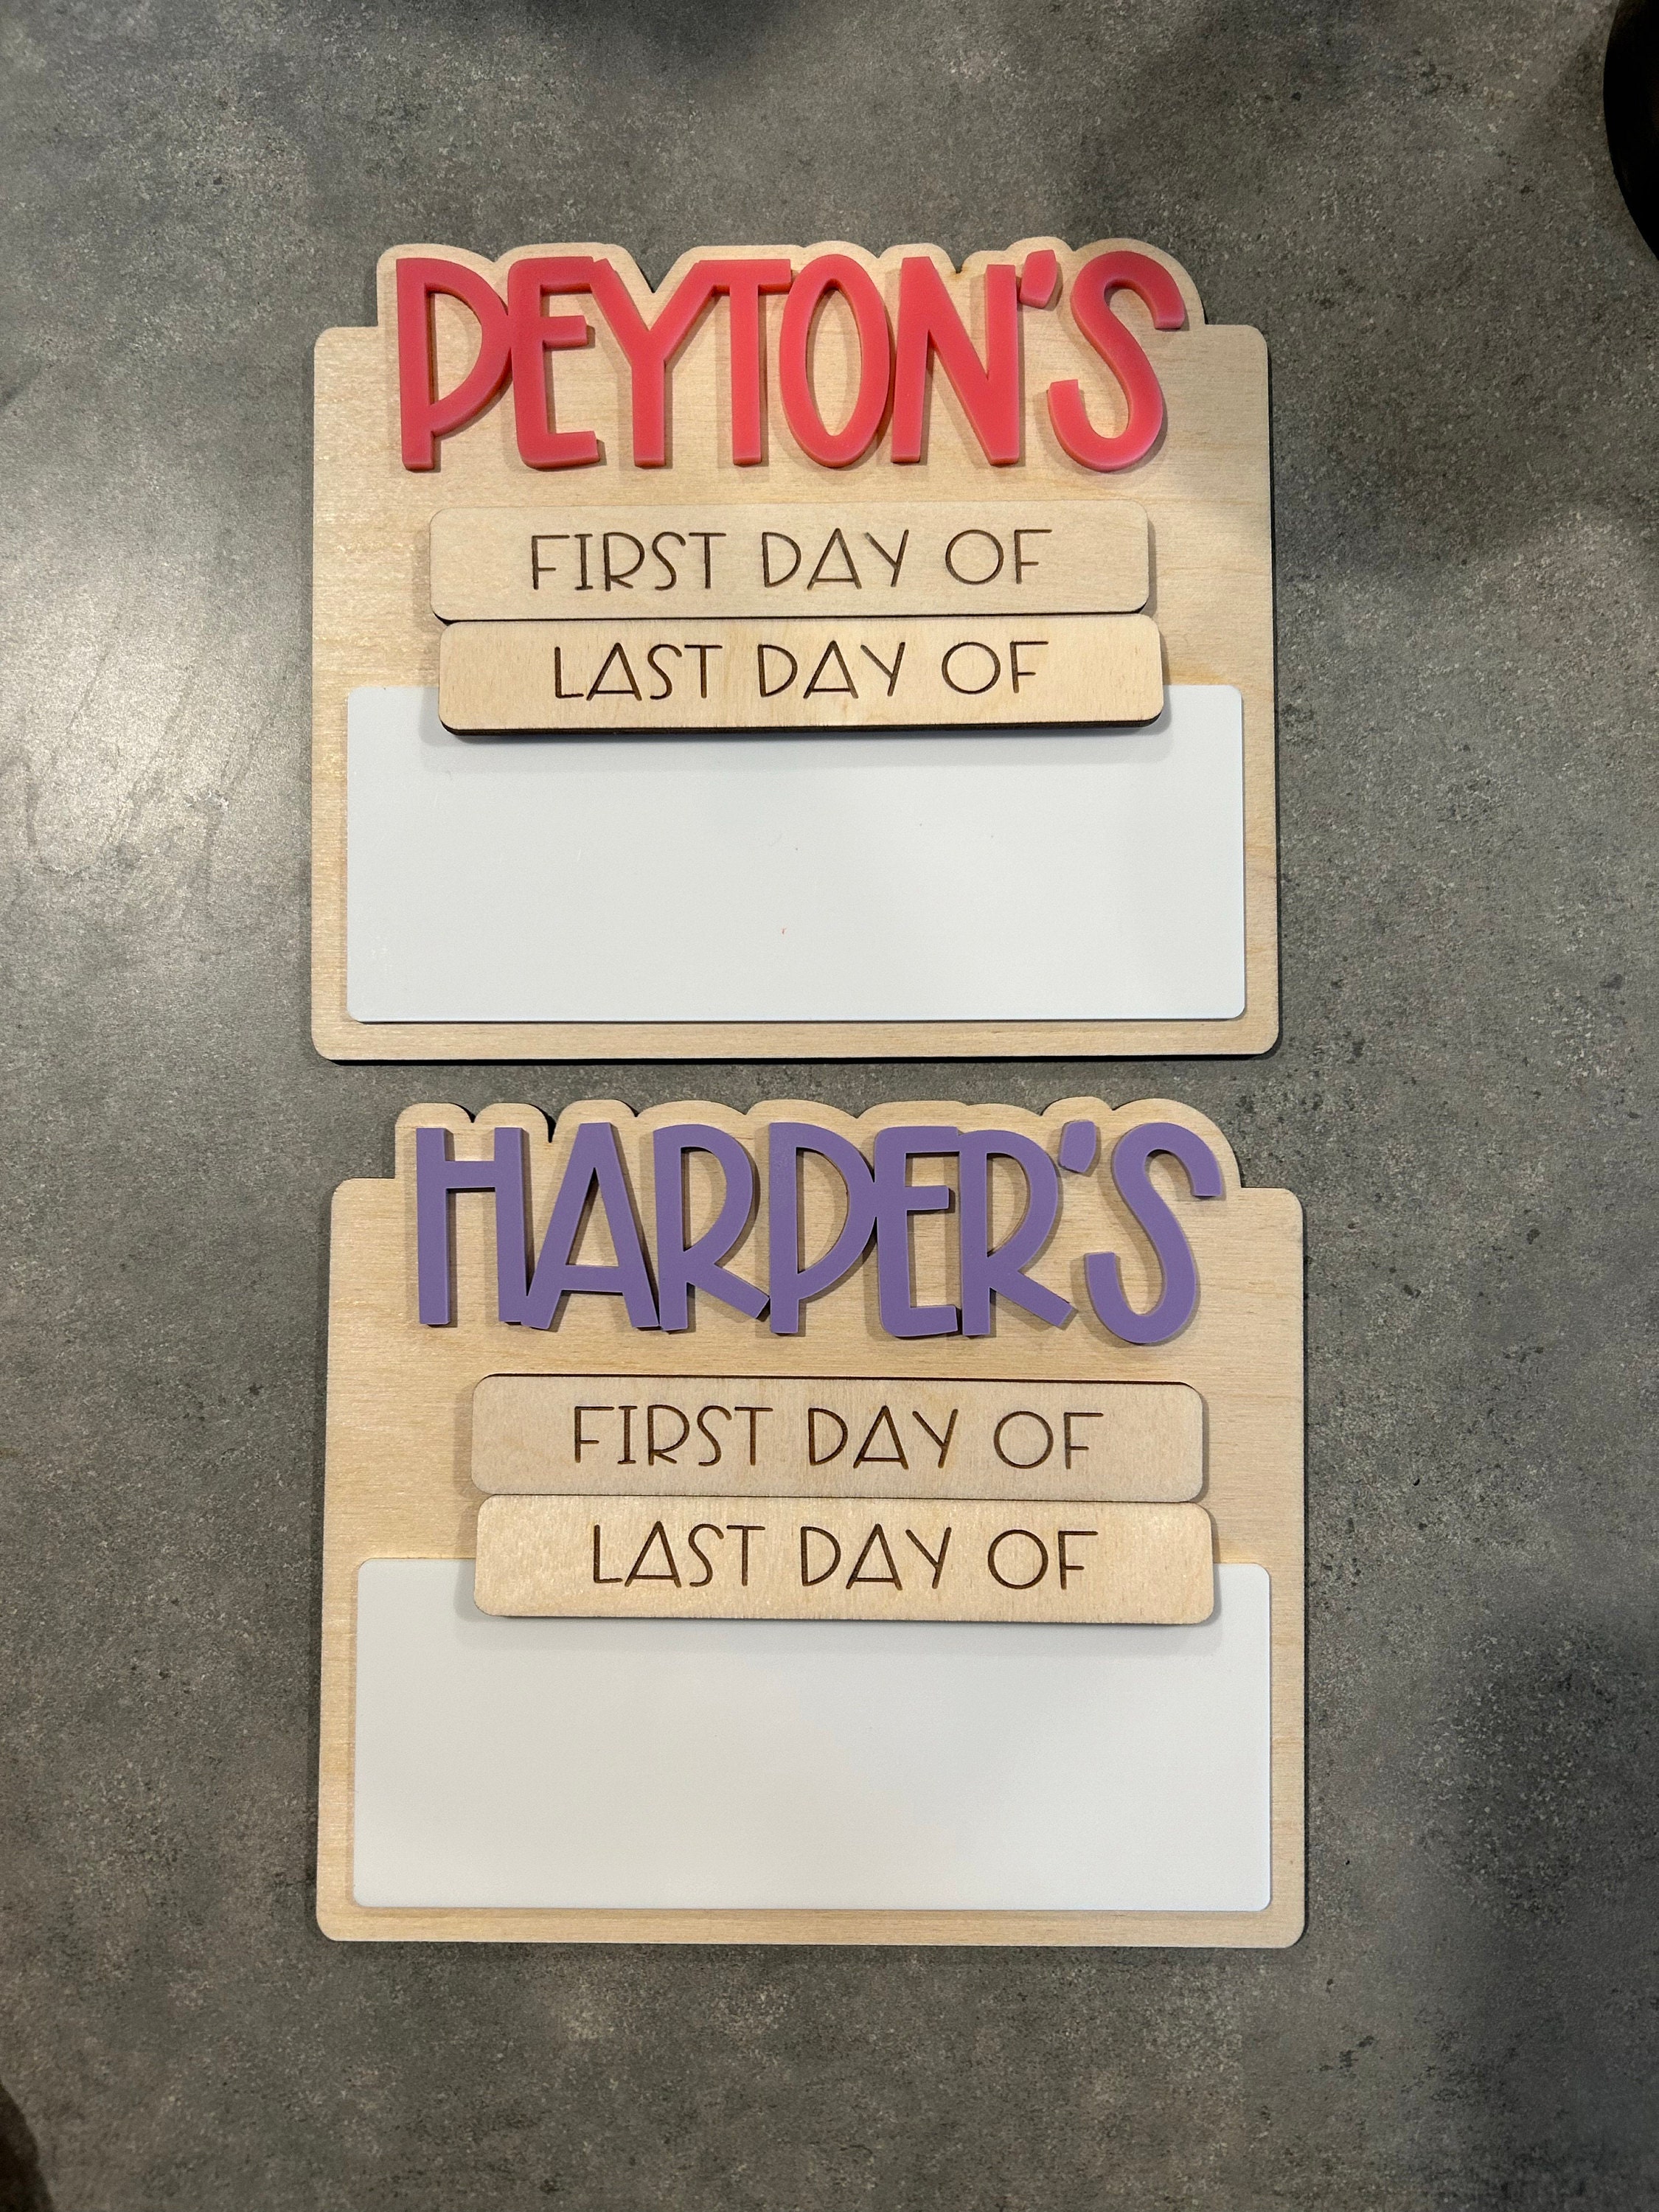 PEYTON'S
FIRST DAY OF
LAST DAY OF
HARPER'S
FIRST DAY OF
LAST DAY OF